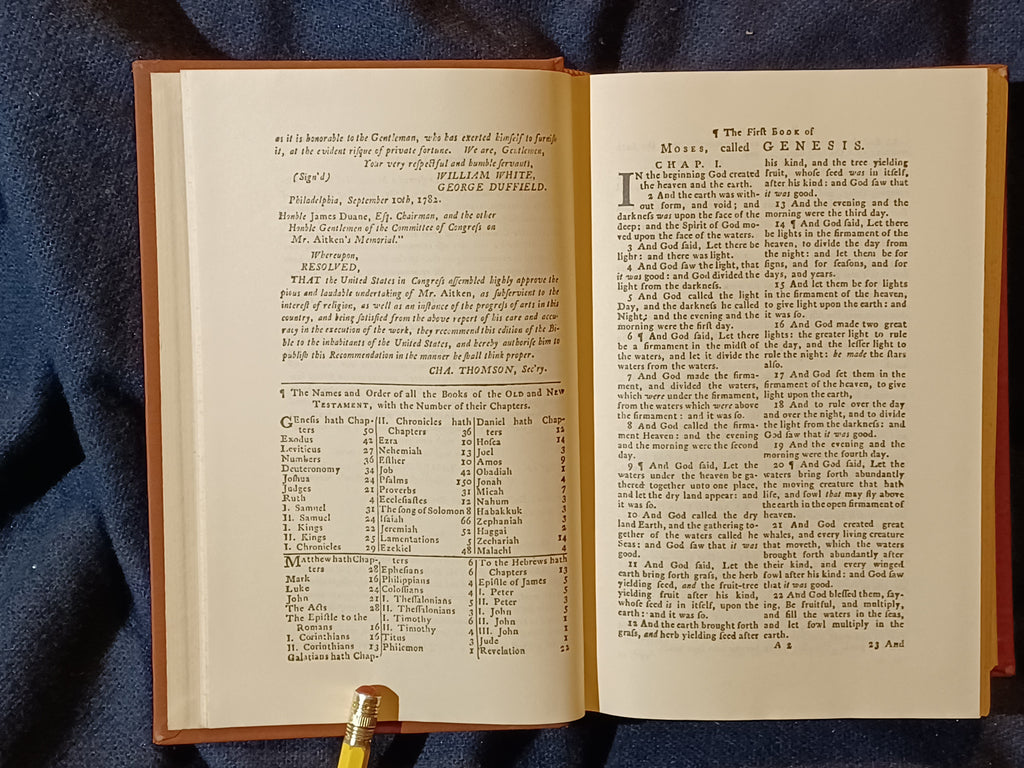 as it is honorable to the Gentleman, who has exerted himſelf to furniſh
it, at the evident riſque of private fortune. We are, Gentlemen,
Your very reſpectful and humble ſervants,
(Sign'd) WILLIAM WHITE,
GEORGE DUFFIELD.
Philadelphia, September 10th, 1782.
Honble James Duane, Eſq. Chairman, and the other
Honble Gentlemen of the Committee of Congreſs on
Mr. Aitken's Memorial."
Whereupon,
RESOLVED,
THAT the United States in Congreſs aſſembled highly approve the
pious and laudable undertaking of Mr. Aitken, as ſubſervient to the
intereſt of religion, as well as an inſtance of the progreſs of arts in this
country, and being ſatisfied from the above report of his care and accu-
racy in the execution of the work, they recommend this edition of the Bi-
ble to the inhabitants of the United States, and hereby authoriſe him to
publiſh this Recommendation in the manner he ſhall think proper.
CHA. THOMSON, Sec'ry.
¶ The Names and Order of all the Books of the OLD and NEW
TESTAMENT, with the Number of their Chapters.
GEneſis hath Chap-
ters 50
Exodus 42
Leviticus 27
Numbers 36
Deuteronomy 34
Joſhua 24
Judges 21
Ruth 4
I. Samuel 31
II. Samuel 24
I. Kings 22
II. Kings 25
I. Chronicles 29
II. Chronicles hath
Chapters 36
Ezra 10
Nehemiah 13
Eſther 10
Job 42
Pſalms 150
Proverbs 31
Eccleſiaſtes 12
The ſong of Solomon 8
Iſaiah 66
Jeremiah 52
Lamentations 5
Ezekiel 48
Daniel hath Chap-
ters 12
Hoſea 14
Joel 3
Amos 9
Obadiah 1
Jonah 4
Micah 7
Nahum 3
Habakkuk 3
Zephaniah 3
Haggai 2
Zechariah 14
Malachi 4
MAtthew hath Chap-
ters 28
Mark 16
Luke 24
John 21
The Acts 28
The Epiſtle to the
Romans 16
I. Corinthians 16
II. Corinthians 13
Galatians hath Chap-
ters 6
Epheſians 6
Philippians 4
Coloſſians 4
I. Theſſalonians 5
II. Theſſalonians 3
I. Timothy 6
II. Timothy 4
Titus 3
Philemon 1
To the Hebrews hath
Chapters 13
Epiſtle of James 5
I. Peter 5
II. Peter 3
I. John 5
II. John 1
III. John 1
Jude 1
Revelation 22
¶ The Firſt BOOK of
MOSES, called GENESIS.
CHAP. I.
IN the beginning God created
the heaven and the earth.
2 And the earth was with-
out form, and void; and
darkneſs was upon the face of the
deep; and the Spirit of God mo-
ved upon the face of the waters.
3 And God ſaid, Let there be
light: and there was light.
4 And God ſaw the light, that
it was good: and God divided the
light from the darkneſs.
5 And God called the light
Day, and the darkneſs he called
Night; and the evening and the
morning were the firſt day.
6 ¶ And God ſaid, Let there
be a firmament in the midſt of
the waters, and let it divide the
waters from the waters.
7 And God made the firma-
ment, and divided the waters,
which were under the firmament,
from the waters which were above
the firmament: and it was ſo.
8 And God called the firma-
ment Heaven: and the evening
and the morning were the ſecond
day.
9 ¶ And God ſaid, Let the
waters under the heaven be ga-
thered together unto one place,
and let the dry land appear: and
it was ſo.
10 And God called the dry
land Earth, and the gathering to-
gether of the waters called he
Seas: and God ſaw that it was
good.
11 And God ſaid, Let the
earth bring forth graſs, the herb
yielding ſeed, and the fruit-tree
yielding fruit after his kind,
whoſe ſeed is in itſelf, upon the
earth: and it was ſo.
12 And the earth brought forth
graſs, and herb yielding ſeed after
his kind, and the tree yielding
fruit, whoſe ſeed was in itſelf,
after his kind: and God ſaw that
it was good.
13 And the evening and the
morning were the third day.
14 ¶ And God ſaid, Let there
be lights in the firmament of the
heaven, to divide the day from
the night: and let them be for
ſigns, and for ſeaſons, and for
days, and years.
15 And let them be for lights
in the firmament of the heaven,
to give light upon the earth: and
it was ſo.
16 And God made two great
lights: the greater light to rule
the day, and the leſſer light to
rule the night: he made the ſtars
alſo.
17 And God ſet them in the
firmament of the heaven, to give
light upon the earth,
18 And to rule over the day
and over the night, and to divide
the light from the darkneſs: and
God ſaw that it was good.
19 And the evening and the
morning were the fourth day.
20 ¶ And God ſaid, Let the
waters bring forth abundantly
the moving creature that hath
life, and fowl that may fly above
the earth in the open firmament of
heaven.
21 And God created great
whales, and every living creature
that moveth, which the waters
brought forth abundantly after
their kind, and every winged
fowl after his kind: and God ſaw
that it was good.
22 And God bleſſed them, ſay-
ing, Be fruitful, and multiply,
and fill the waters in the ſeas,
and let fowl multiply in the
earth.
A 2 23 And